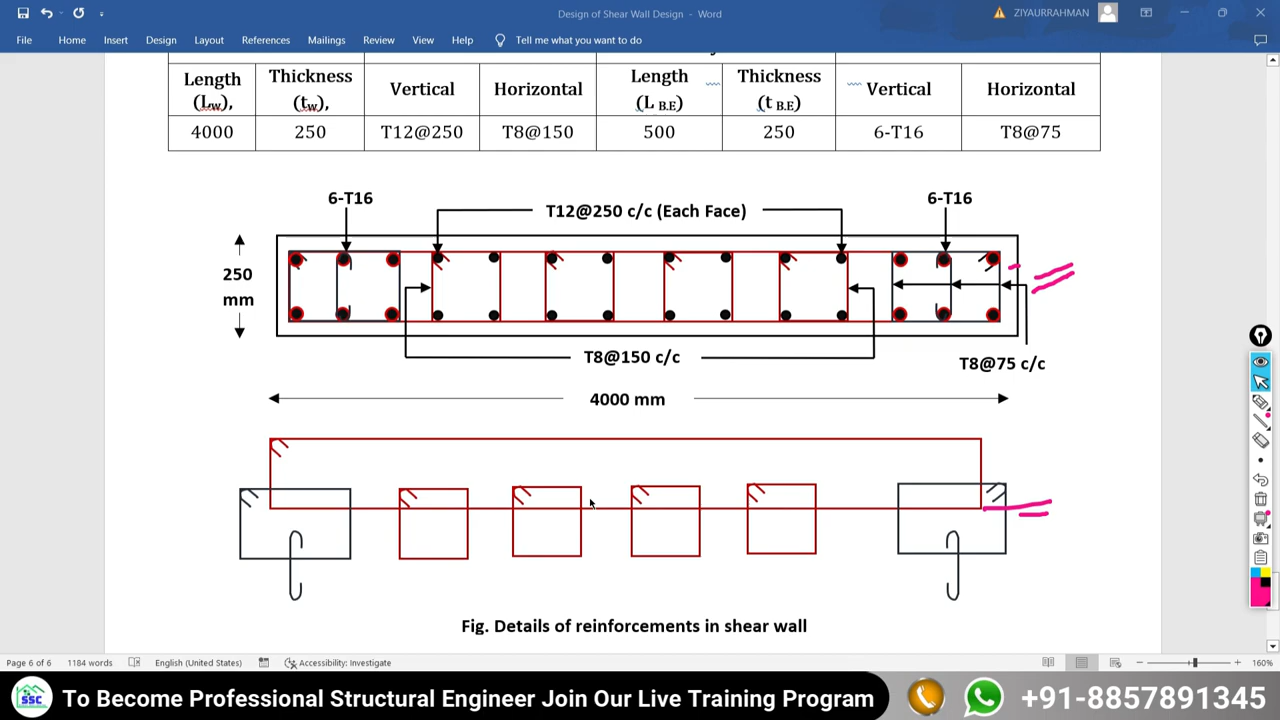 Design of Shear Wall Design - Word
ZIYAURRAHMAN
File Home Insert Design Layout References Mailings Review View Help Tell me what you want to do
Length (Lw), Thickness (tw), Vertical Horizontal Length (L B.E) Thickness (t B.E) Vertical Horizontal
4000 250 T12@250 T8@150 500 250 6-T16 T8@75
6-T16
T12@250 c/c (Each Face)
6-T16
250
mm
T8@150 c/c
T8@75 c/c
4000 mm
Fig. Details of reinforcements in shear wall
Page 6 of 6 1184 words English (United States) Accessibility: Investigate 160%
SSC
To Become Professional Structural Engineer Join Our Live Training Program +91-8857891345